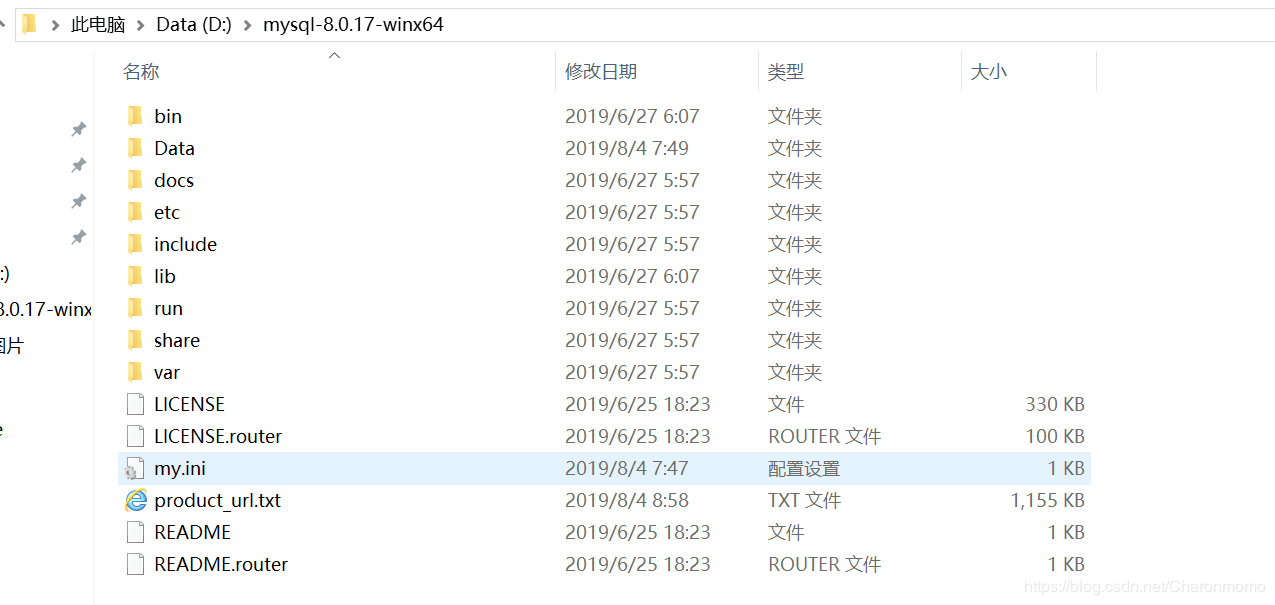 此电脑 > Data (D:) > mysql-8.0.17-winx64
名称 修改日期 类型 大小
bin 2019/6/27 6:07 文件夹
Data 2019/8/4 7:49 文件夹
docs 2019/6/27 5:57 文件夹
etc 2019/6/27 5:57 文件夹
include 2019/6/27 5:57 文件夹
:)
lib 2019/6/27 6:07 文件夹
8.0.17-winx
run 2019/6/27 5:57 文件夹
图片
share 2019/6/27 5:57 文件夹
var 2019/6/27 5:57 文件夹
LICENSE 2019/6/25 18:23 文件 330 KB
e
LICENSE.router 2019/6/25 18:23 ROUTER 文件 100 KB
my.ini 2019/8/4 7:47 配置设置 1 KB
product_url.txt 2019/8/4 8:58 TXT 文件 1,155 KB
README 2019/6/25 18:23 文件 1 KB
README.router 2019/6/25 18:23 ROUTER 文件 1 KB
https://blog.csdn.net/Charonmomo